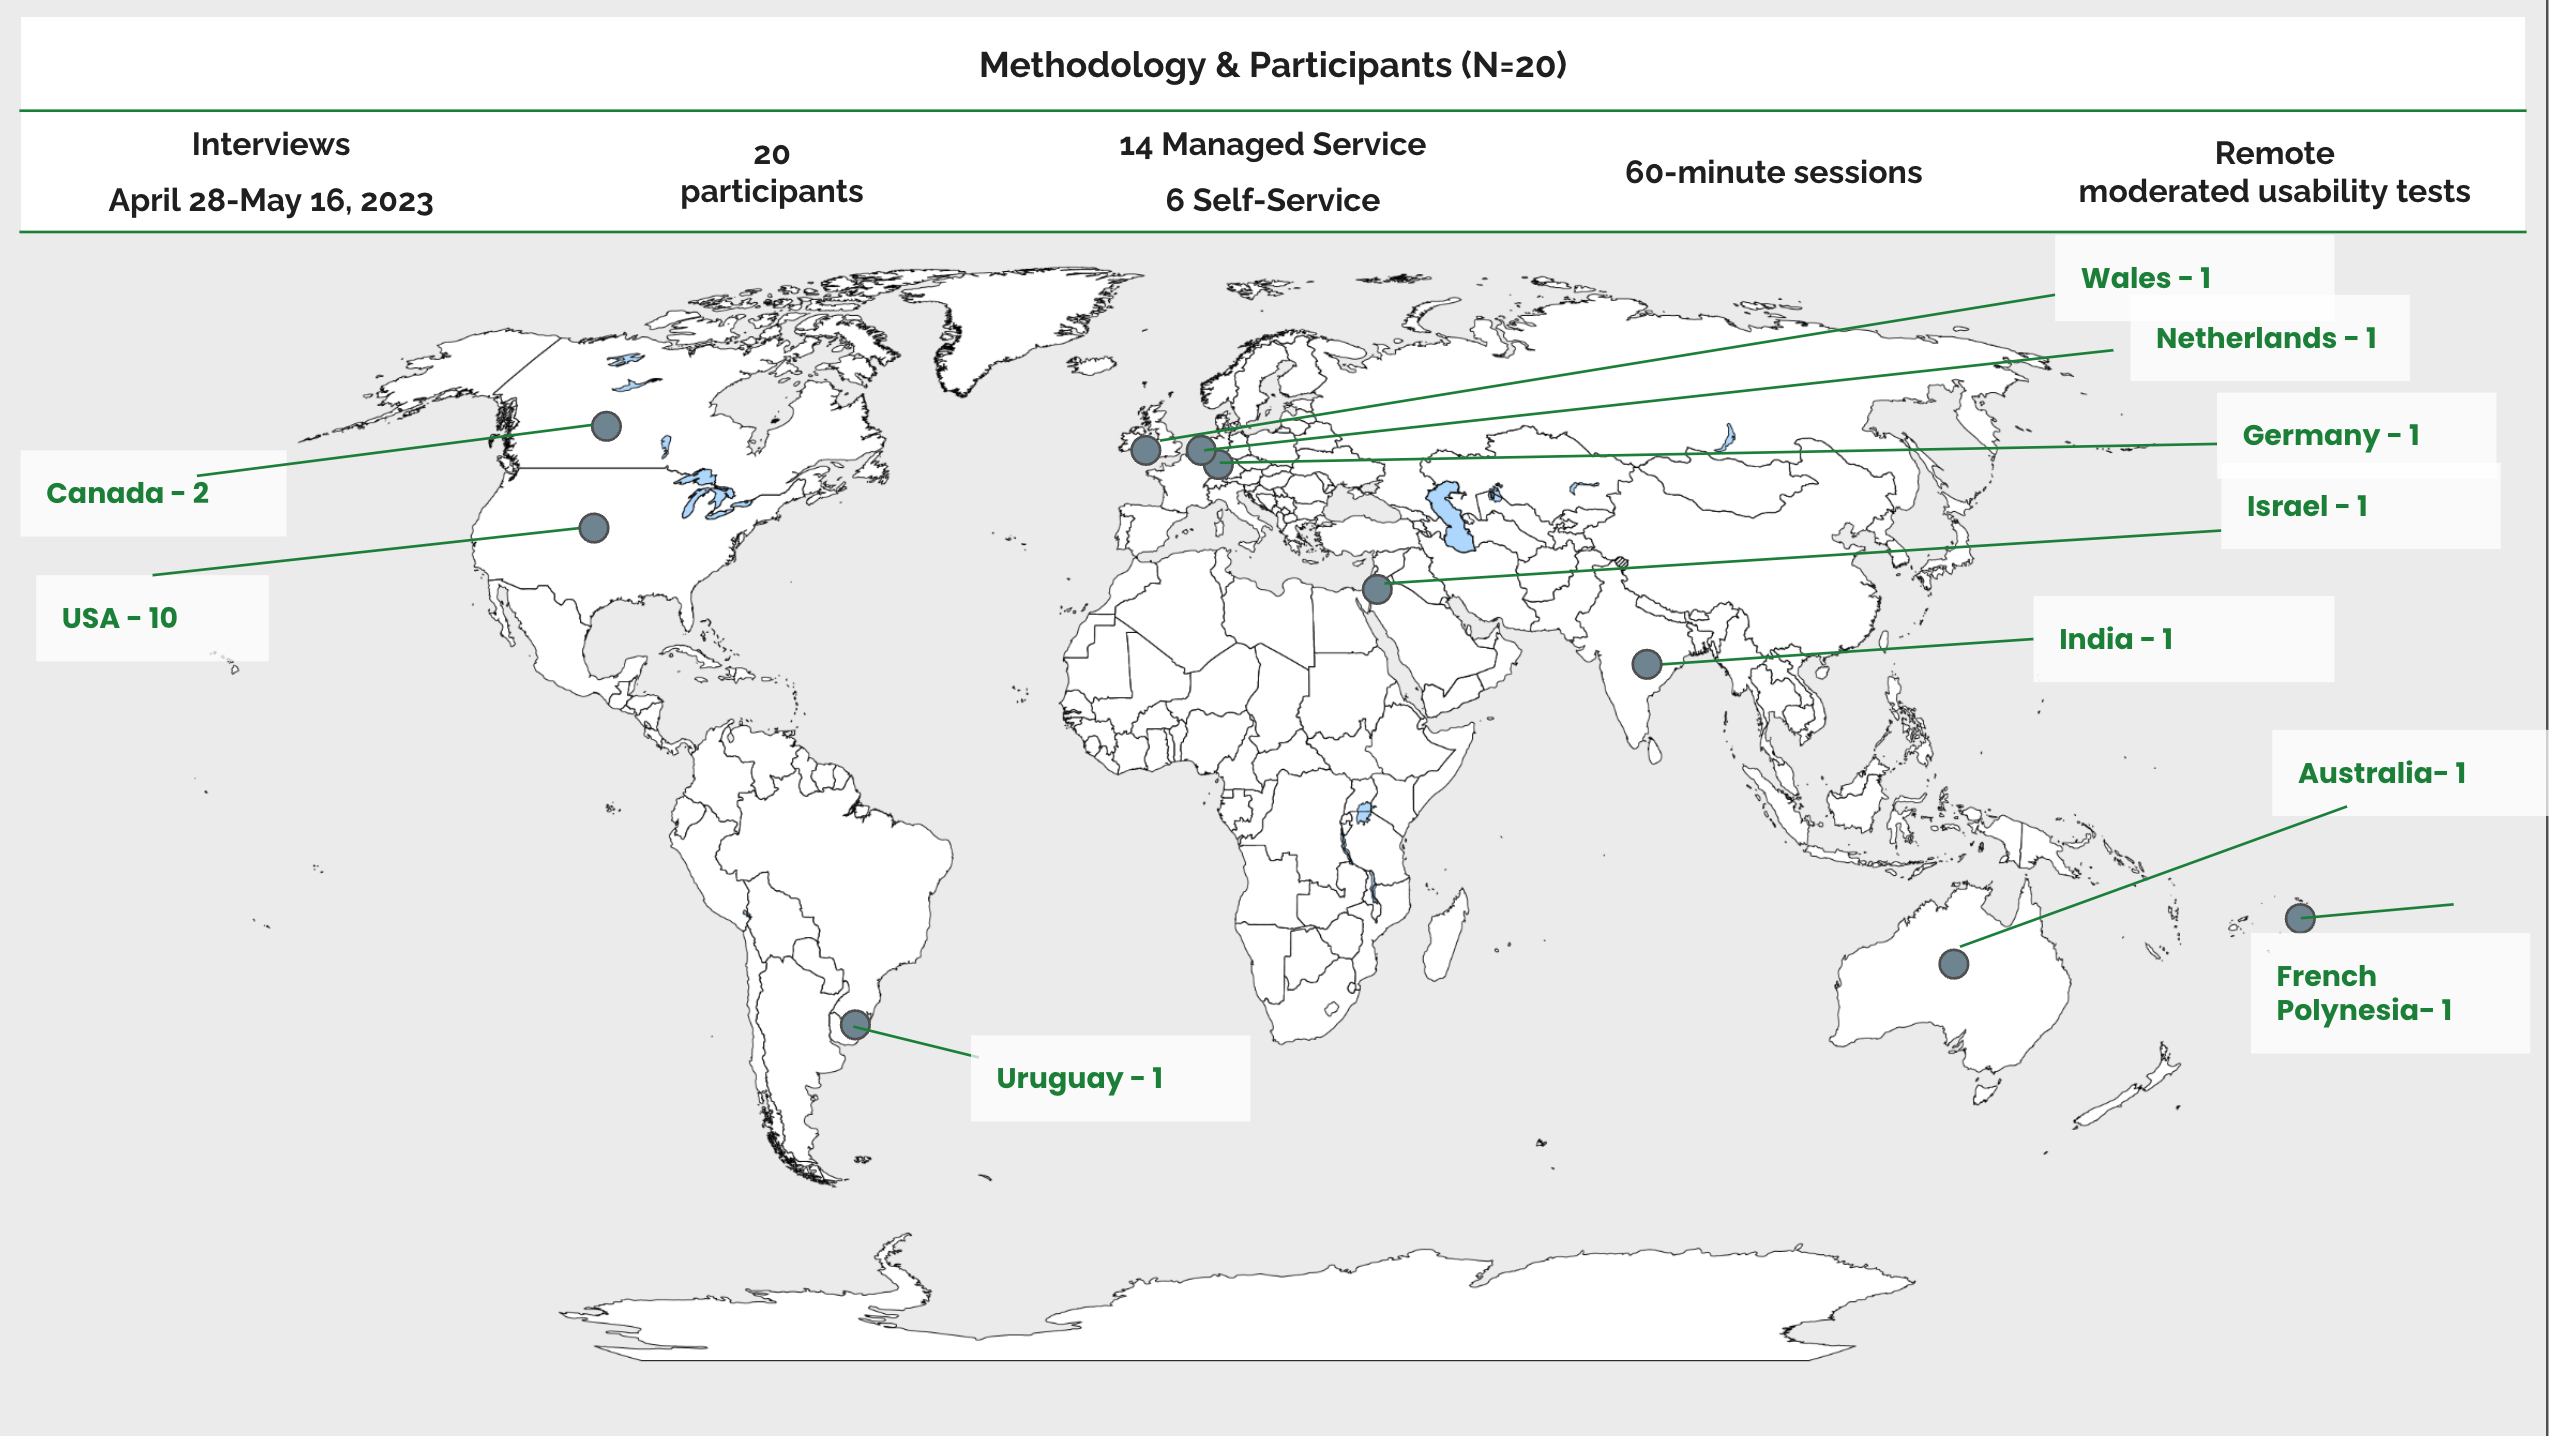 Methodology & Participants (N=20)
Interviews
April 28-May 16, 2023
20
participants
14 Managed Service
6 Self-Service
60-minute sessions
Remote
moderated usability tests
Wales - 1
Netherlands - 1
Germany - 1
Canada - 2
Israel - 1
USA - 10
India - 1
Australia- 1
French
Polynesia- 1
Uruguay - 1